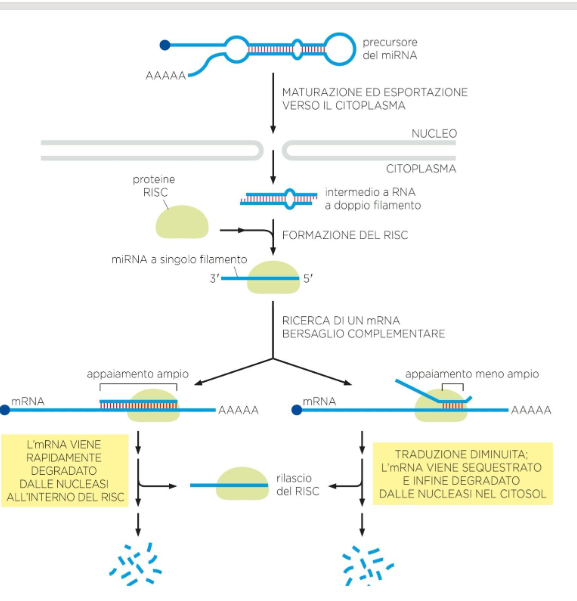 precursore
del miRNA
AAAAA
MATURAZIONE ED ESPORTAZIONE
VERSO IL CITOPLASMA
NUCLEO
CITOPLASMA
proteine
RISC
intermedio a RNA
a doppio filamento
FORMAZIONE DEL RISC
miRNA a singolo filamento
3′
5′
RICERCA DI UN mRNA
BERSAGLIO COMPLEMENTARE
appaiamento ampio
appaiamento meno ampio
mRNA
AAAAA
mRNA
AAAAA
L'mRNA VIENE
RAPIDAMENTE
DEGRADATO
DALLE NUCLEASI
ALL'INTERNO DEL RISC
rilascio
del RISC
TRADUZIONE DIMINUITA;
L'mRNA VIENE SEQUESTRATO
E INFINE DEGRADATO
DALLE NUCLEASI NEL CITOSOL